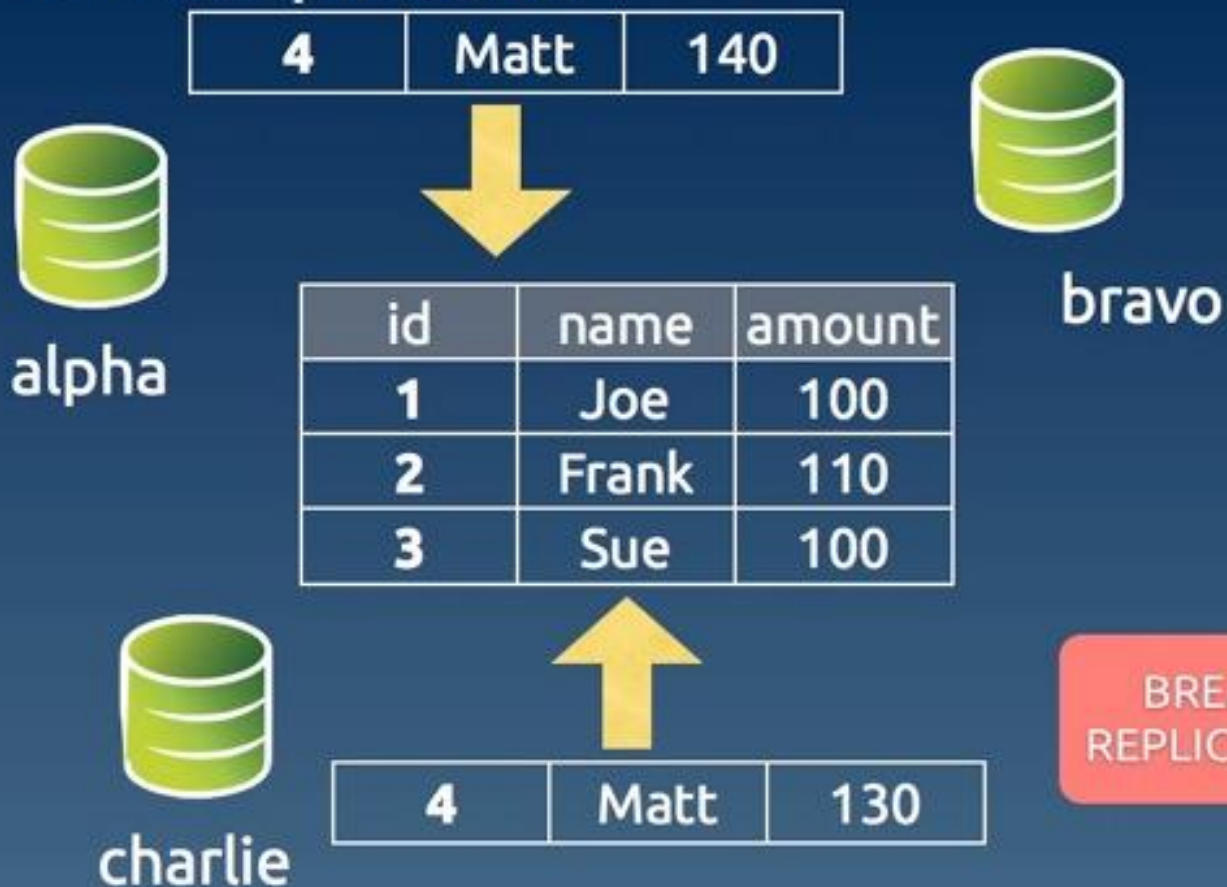 4 Matt 140
alpha
bravo
id name amount
1 Joe 100
2 Frank 110
3 Sue 100
4 Matt 130
charlie